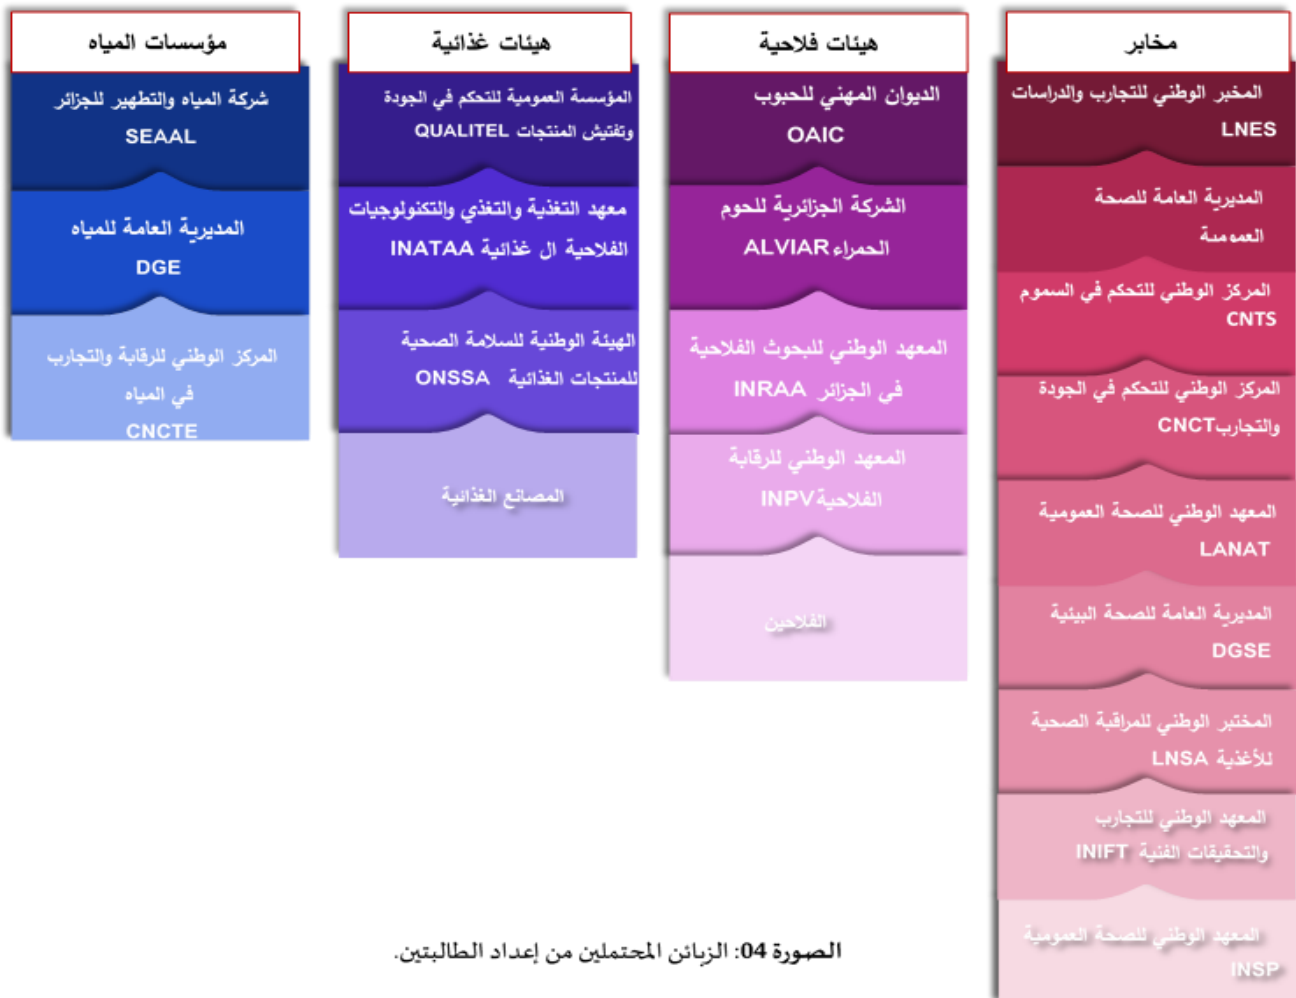 مخابر
المخبر الوطني للتجارب والدراسات
LNES
المديرية العامة للصحة
العمومية
المركز الوطني للتحكم في السموم
CNTS
المركز الوطني للتحكم في الجودة
والتجاربCNCT
المعهد الوطني للصحة العمومية
LANAT
المديرية العامة للصحة البيئية
DGSE
المختبر الوطني للمراقبة الصحية
للأغذية LNSA
المعهد الوطني للتجارب
والتحقيقات الفنية INIFT
المعهد الوطني للصحة العمومية
INSP
هيئات فلاحية
الديوان المهني للحبوب
OAIC
الشركة الجزائرية للحوم
الحمراء ALVIAR
المعهد الوطني للبحوث الفلاحية
في الجزائر INRAA
المعهد الوطني للرقابة
الفلاحية INPV
الفلاحين
هيئات غذائية
المؤسسة العمومية للتحكم في الجودة
وتفتيش المنتجات QUALITEL
معهد التغذية والتغذي والتكنولوجيات
الفلاحية ال غذائية INATAA
الهيئة الوطنية للسلامة الصحية
للمنتجات الغذائية ONSSA
المصانع الغذائية
مؤسسات المياه
شركة المياه والتطهير للجزائر
SEAAL
المديرية العامة للمياه
DGE
المركز الوطني للرقابة والتجارب
في المياه
CNCTE
الصورة 04: الزبائن المحتملين من إعداد الطالبتين.